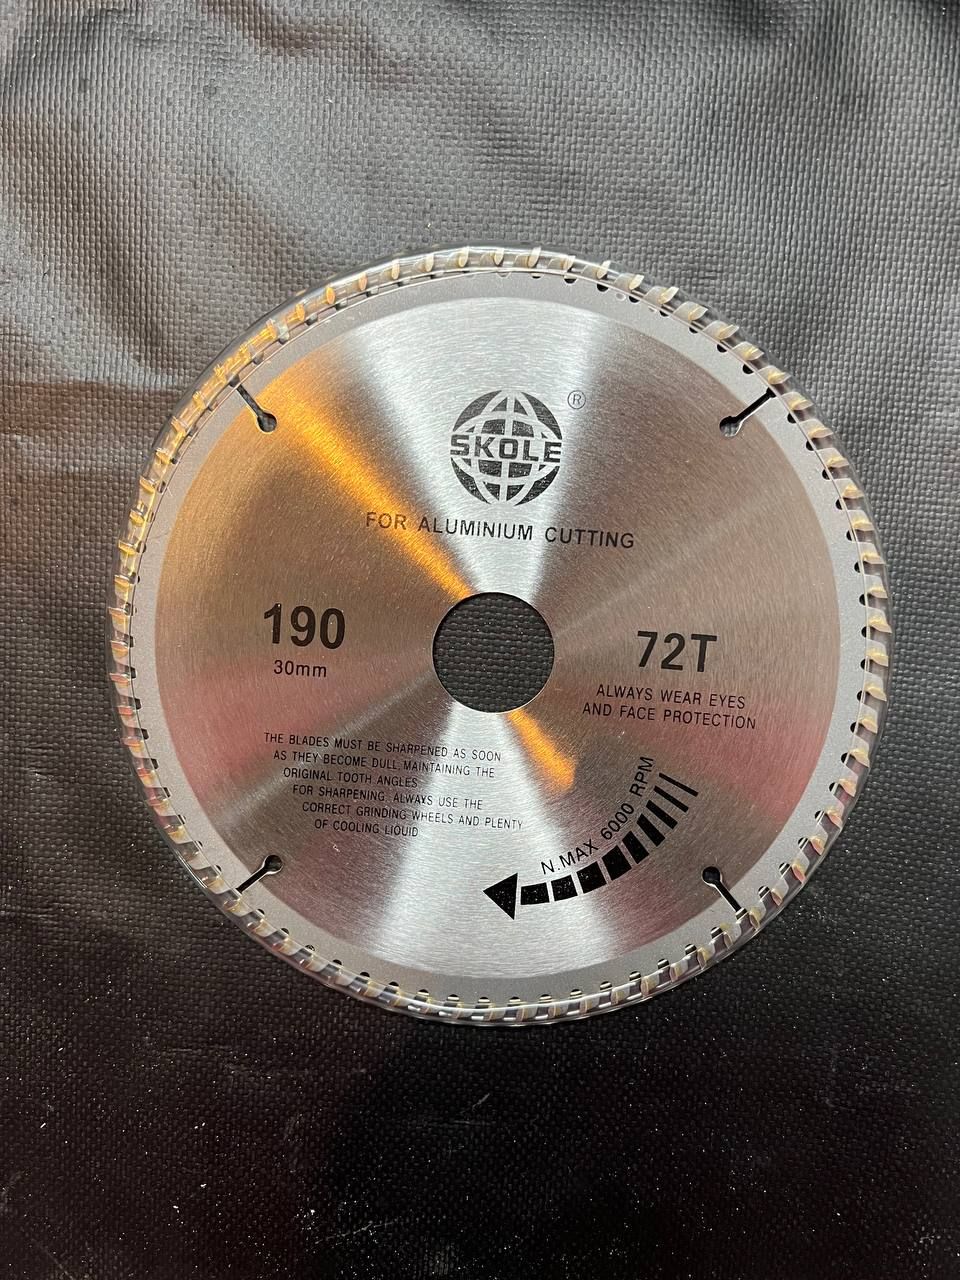 SKOLE ®
FOR ALUMINIUM CUTTING
190
30mm
72T
ALWAYS WEAR EYES
AND FACE PROTECTION
THE BLADES MUST BE SHARPENED AS SOON
AS THEY BECOME DULL, MAINTAINING THE
ORIGINAL TOOTH ANGLES
FOR SHARPENING. ALWAYS USE THE
CORRECT GRINDING WHEELS AND PLENTY
OF COOLING LIQUID
N.MAX 6000 RPM